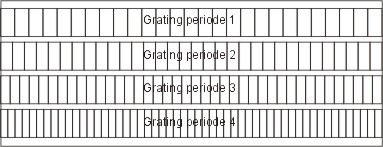 Grating periode 1
Grating periode 2
Grating periode 3
Grating periode 4